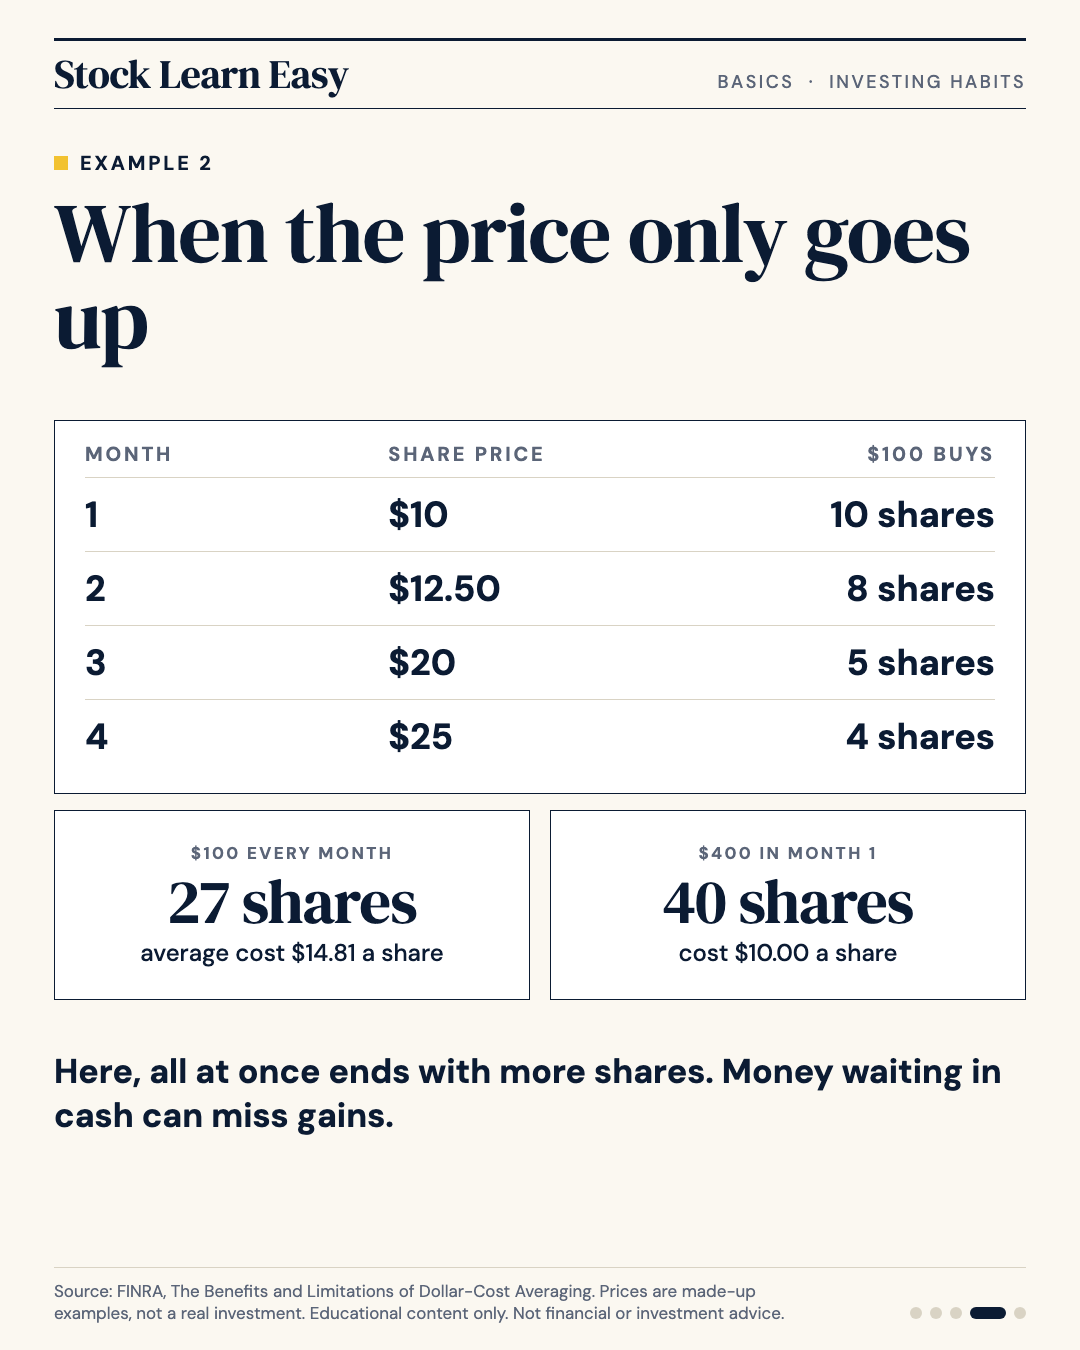 Stock Learn Easy
BASICS · INVESTING HABITS
EXAMPLE 2
When the price only goes
up
MONTH SHARE PRICE $100 BUYS
1 $10 10 shares
2 $12.50 8 shares
3 $20 5 shares
4 $25 4 shares
$100 EVERY MONTH
27 shares
average cost $14.81 a share
$400 IN MONTH 1
40 shares
cost $10.00 a share
Here, all at once ends with more shares. Money waiting in
cash can miss gains.
Source: FINRA, The Benefits and Limitations of Dollar-Cost Averaging. Prices are made-up
examples, not a real investment. Educational content only. Not financial or investment advice.